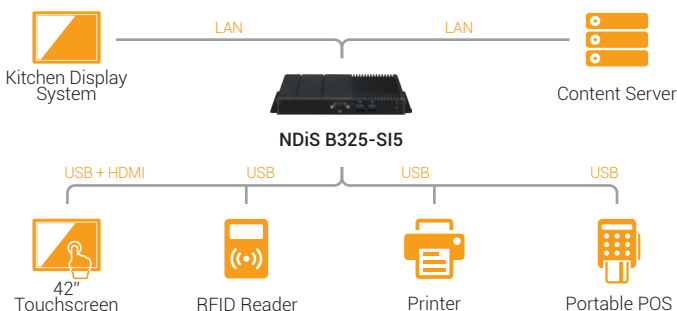 LAN
LAN
Kitchen Display
System
Content Server
NDiS B325-SI5
USB + HDMI
USB
USB
USB
42"
Touchscreen
RFID Reader
Printer
Portable POS